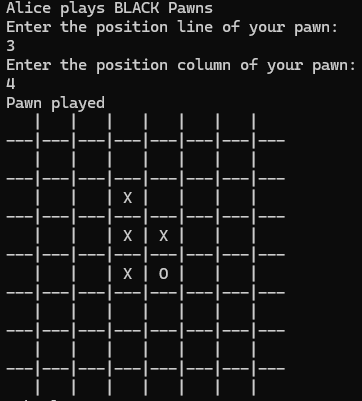 Alice plays BLACK Pawns
Enter the position line of your pawn:
3
Enter the position column of your pawn:
4
Pawn played
   |   |   |   |   |   |   |
---|---|---|---|---|---|---|---
   |   |   |   |   |   |   |
---|---|---|---|---|---|---|---
   |   |   | X |   |   |   |
---|---|---|---|---|---|---|---
   |   |   | X | X |   |   |
---|---|---|---|---|---|---|---
   |   |   | X | O |   |   |
---|---|---|---|---|---|---|---
   |   |   |   |   |   |   |
---|---|---|---|---|---|---|---
   |   |   |   |   |   |   |
---|---|---|---|---|---|---|---
   |   |   |   |   |   |   |